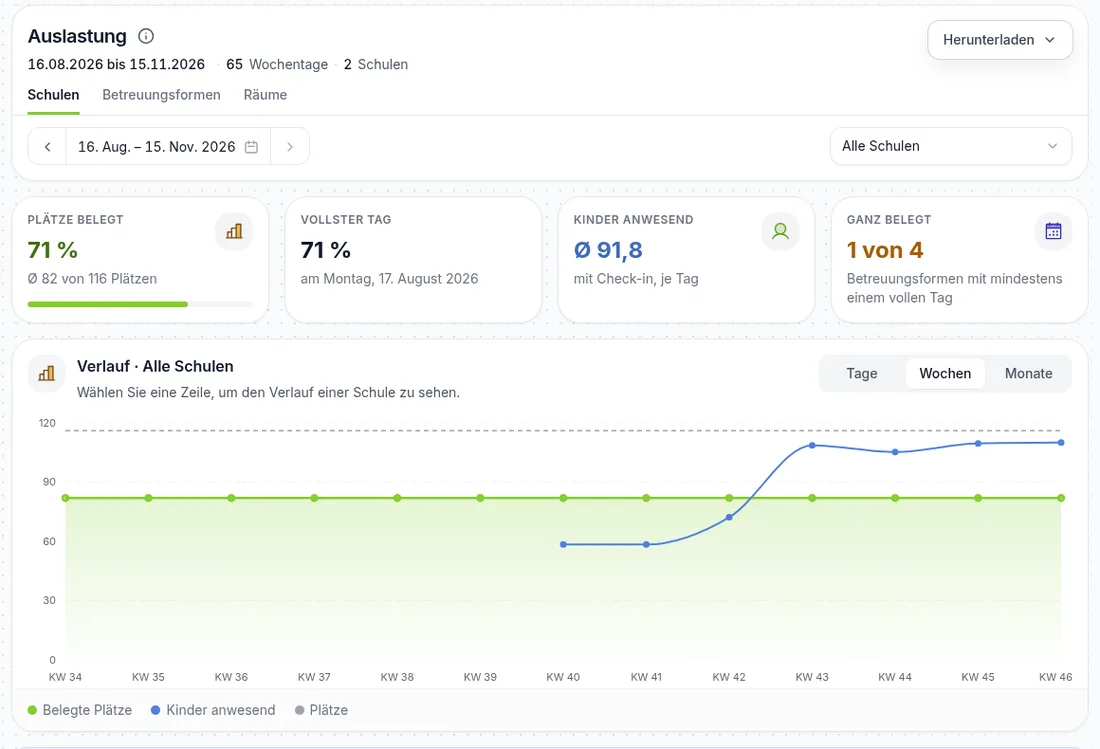 Auslastung
Herunterladen
16.08.2026 bis 15.11.2026 · 65 Wochentage · 2 Schulen
Schulen Betreuungsformen Räume
16. Aug. – 15. Nov. 2026
Alle Schulen
PLÄTZE BELEGT
71 %
Ø 82 von 116 Plätzen
VOLLSTER TAG
71 %
am Montag, 17. August 2026
KINDER ANWESEND
Ø 91,8
mit Check-in, je Tag
GANZ BELEGT
1 von 4
Betreuungsformen mit mindestens
einem vollen Tag
Verlauf · Alle Schulen
Wählen Sie eine Zeile, um den Verlauf einer Schule zu sehen.
Tage Wochen Monate
120
90
60
30
0
KW 34 KW 35 KW 36 KW 37 KW 38 KW 39 KW 40 KW 41 KW 42 KW 43 KW 44 KW 45 KW 46
Belegte Plätze Kinder anwesend Plätze